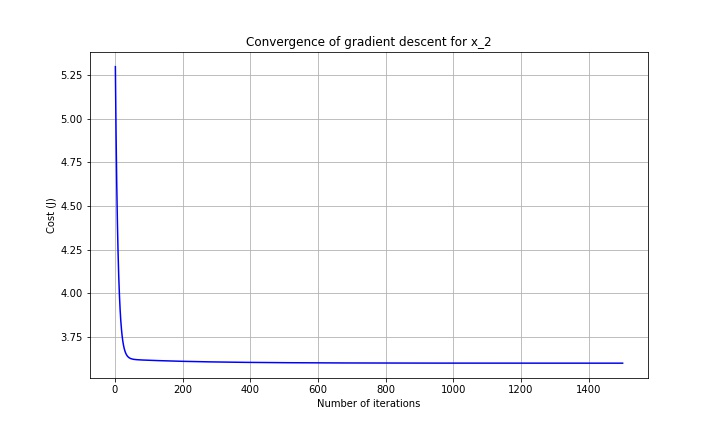 Convergence of gradient descent for x_2
5.25
5.00
4.75
4.50
4.25
4.00
3.75
Cost (J)
0 200 400 600 800 1000 1200 1400
Number of iterations